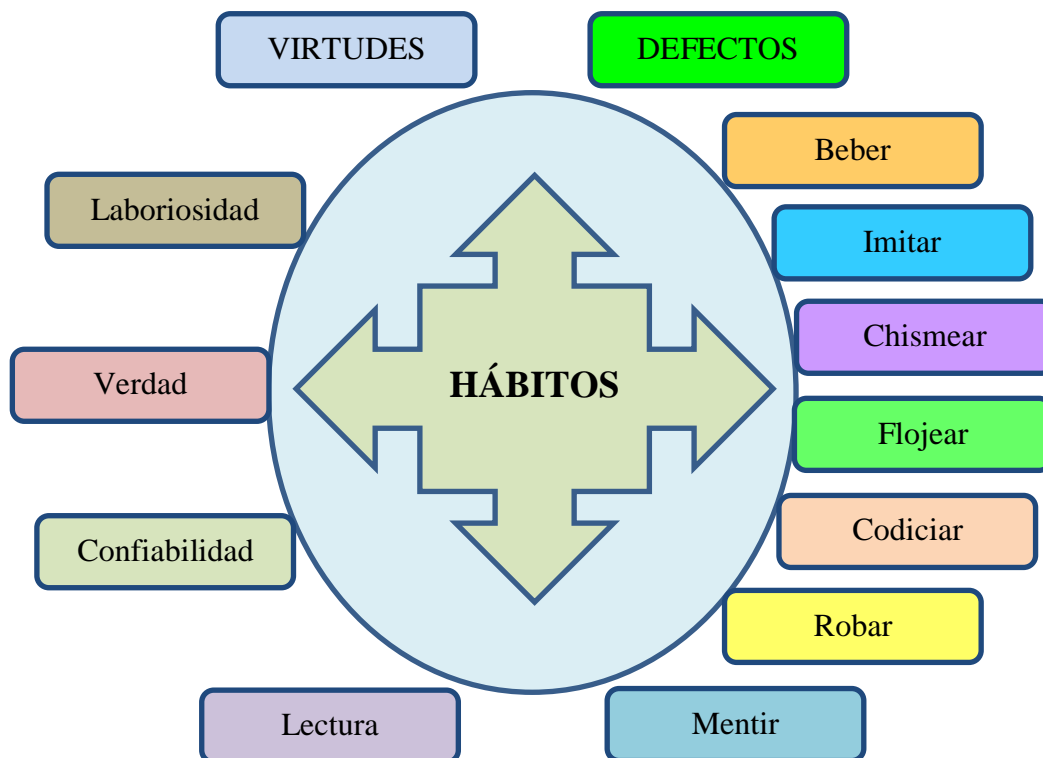 VIRTUDES
DEFECTOS
Beber
Laboriosidad
Imitar
Chismear
Verdad
HÁBITOS
Flojear
Codiciar
Confiabilidad
Robar
Lectura
Mentir